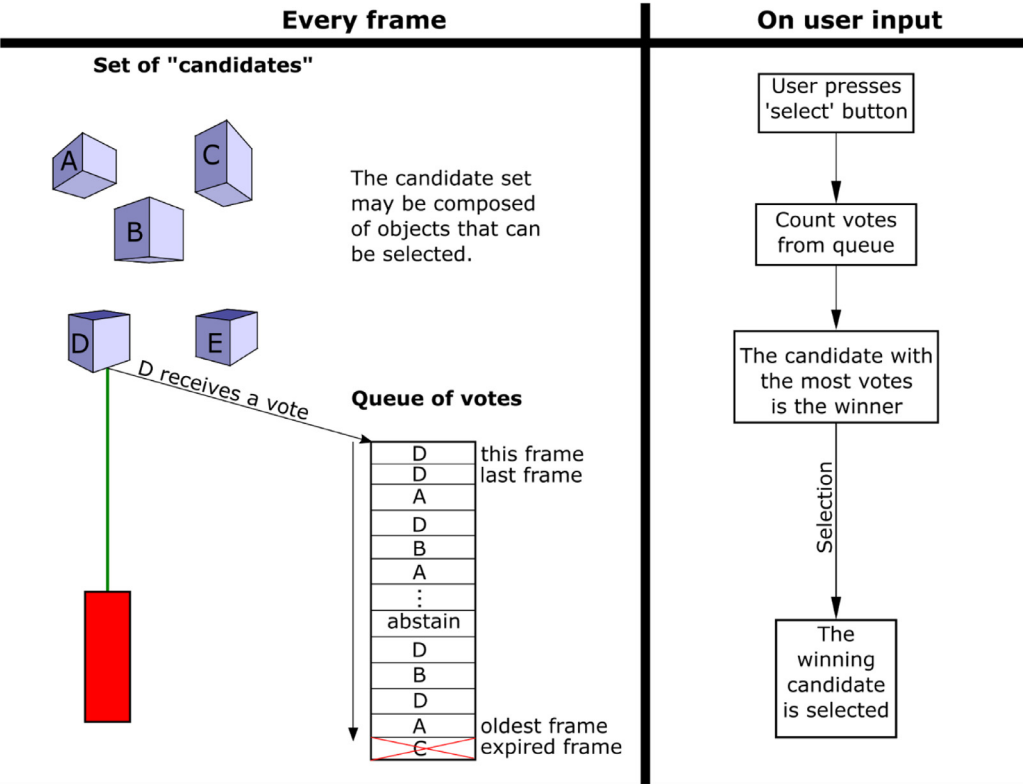 Every frame
On user input
Set of "candidates"
A
C
B
The candidate set
may be composed
of objects that can
be selected.
D
E
D receives a vote
Queue of votes
D this frame
D last frame
A
D
B
A
⋮
abstain
D
B
D
A oldest frame
C expired frame
User presses
'select' button
Count votes
from queue
The candidate with
the most votes
is the winner
Selection
The
winning
candidate
is selected